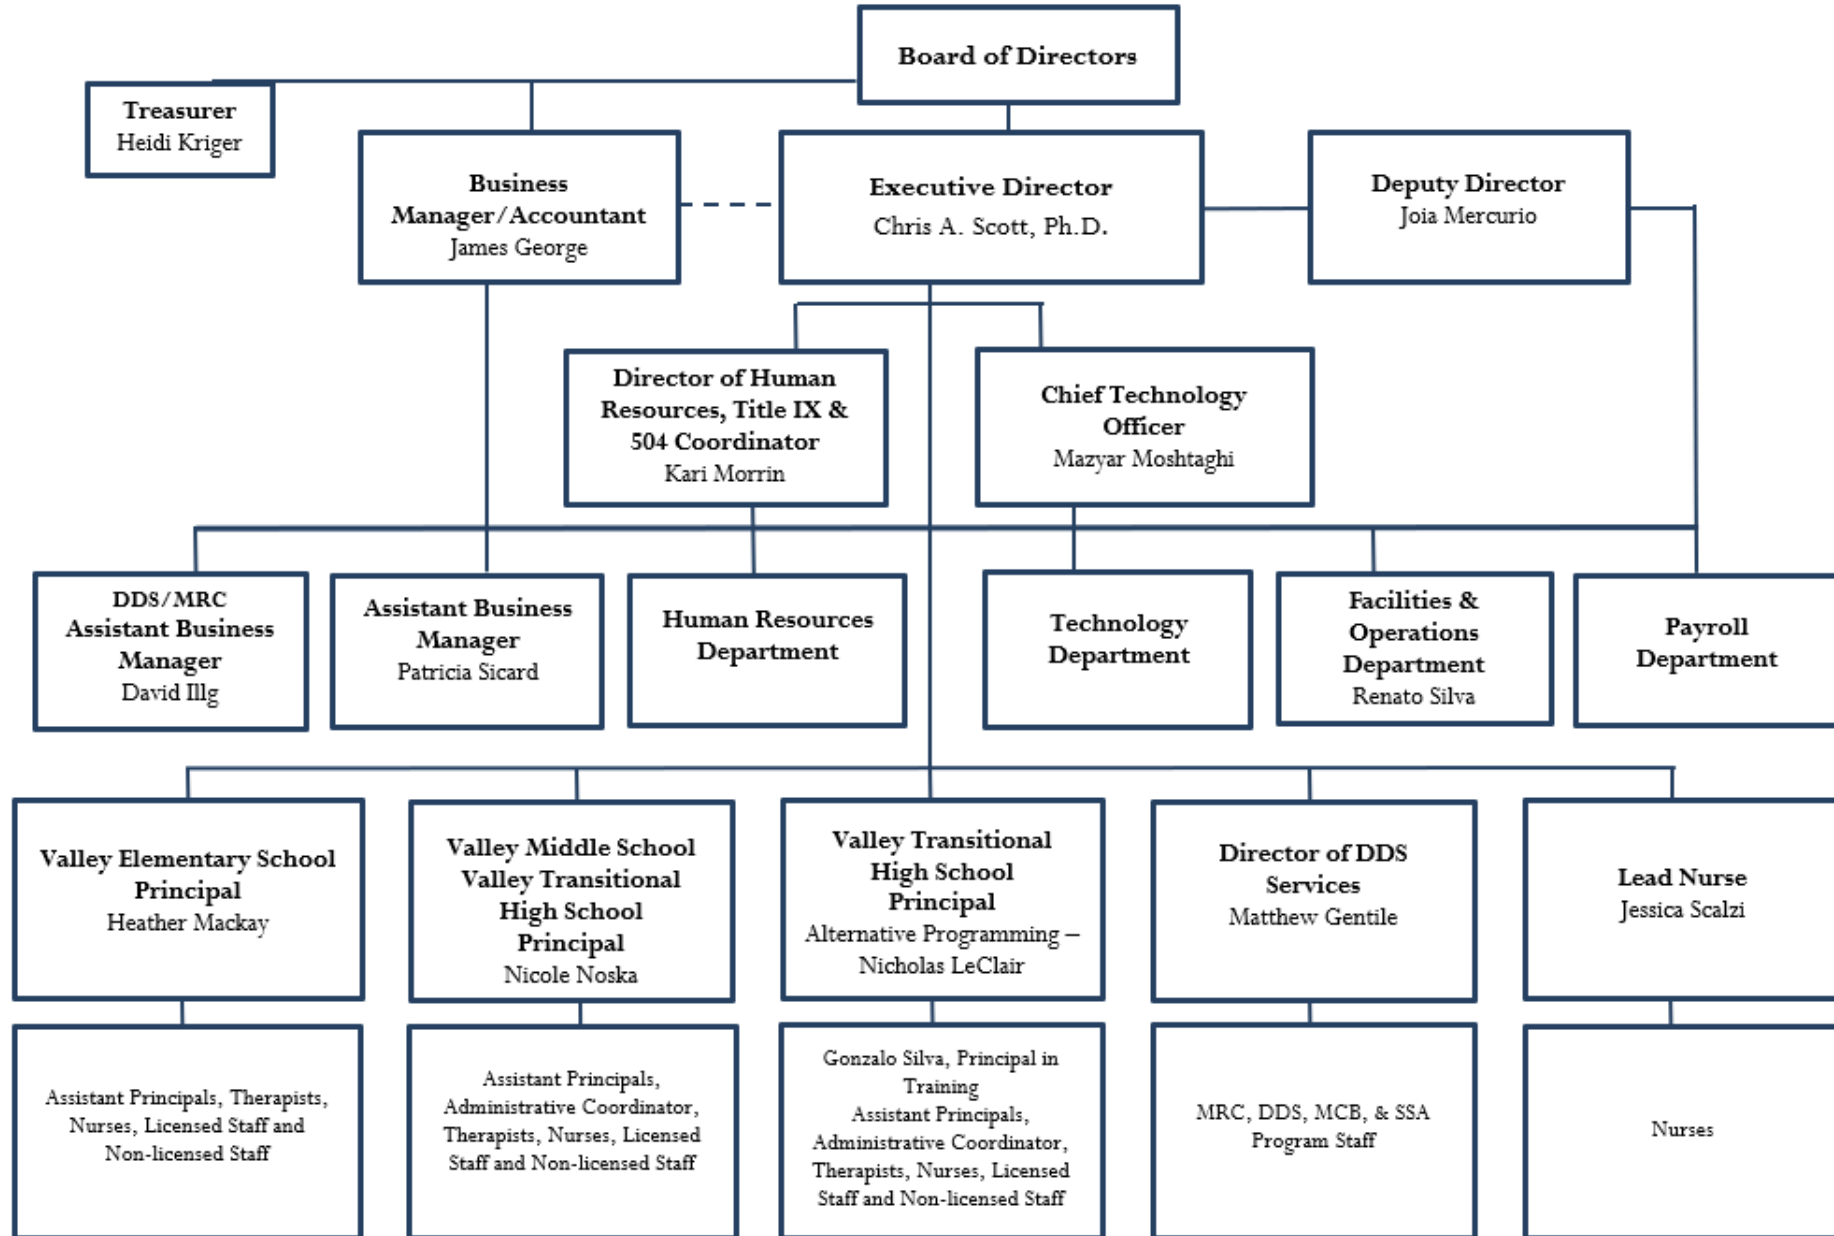 Board of Directors
Treasurer
Heidi Kriger
Business
Manager/Accountant
James George
Executive Director
Chris A. Scott, Ph.D.
Deputy Director
Joia Mercurio
Director of Human
Resources, Title IX &
504 Coordinator
Kari Morrin
Chief Technology
Officer
Mazyar Moshtaghi
DDS/MRC
Assistant Business
Manager
David Illg
Assistant Business
Manager
Patricia Sicard
Human Resources
Department
Technology
Department
Facilities &
Operations
Department
Renato Silva
Payroll
Department
Valley Elementary School
Principal
Heather Mackay
Valley Middle School
Valley Transitional
High School
Principal
Nicole Noska
Valley Transitional
High School
Principal
Alternative Programming –
Nicholas LeClair
Director of DDS
Services
Matthew Gentile
Lead Nurse
Jessica Scalzi
Assistant Principals, Therapists,
Nurses, Licensed Staff and
Non-licensed Staff
Assistant Principals,
Administrative Coordinator,
Therapists, Nurses, Licensed
Staff and Non-licensed Staff
Gonzalo Silva, Principal in
Training
Assistant Principals,
Administrative Coordinator,
Therapists, Nurses, Licensed
Staff and Non-licensed Staff
MRC, DDS, MCB, & SSA
Program Staff
Nurses